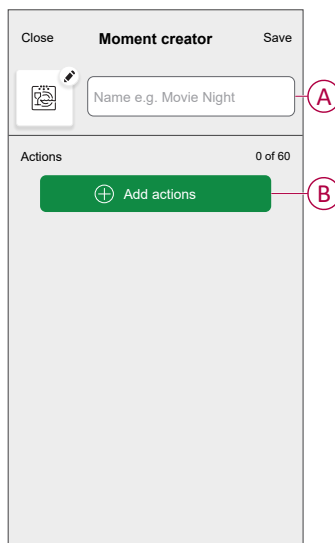 Close Moment creator Save
Name e.g. Movie Night
A
Actions 0 of 60
Add actions
B